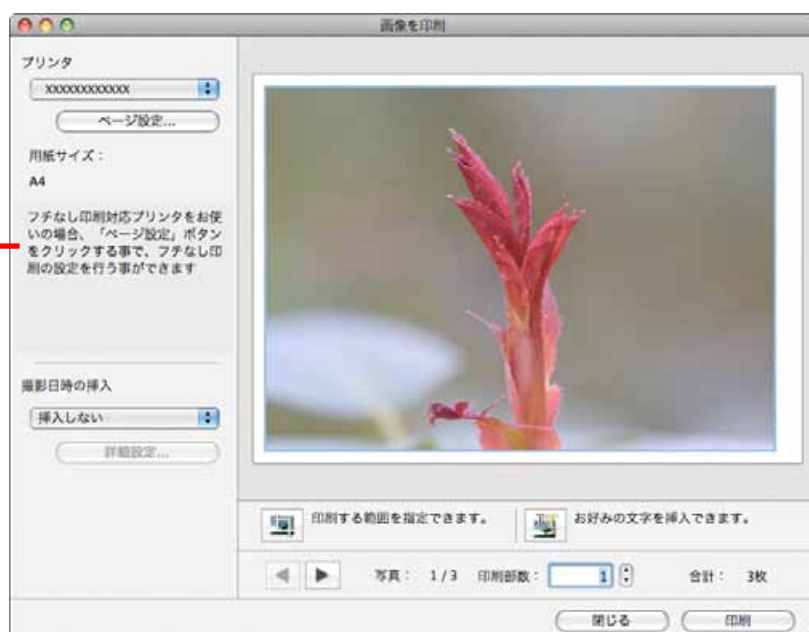 画像を印刷
プリンタ
XXXXXXXXXXXX
ページ設定...
用紙サイズ：
A4
フチなし印刷対応プリンタをお使
いの場合、「ページ設定」ボタン
をクリックする事で、フチなし印
刷の設定を行う事ができます
撮影日時の挿入
挿入しない
詳細設定...
印刷する範囲を指定できます。
お好みの文字を挿入できます。
写真： 1 / 3 印刷部数： 1 合計： 3枚
閉じる 印刷